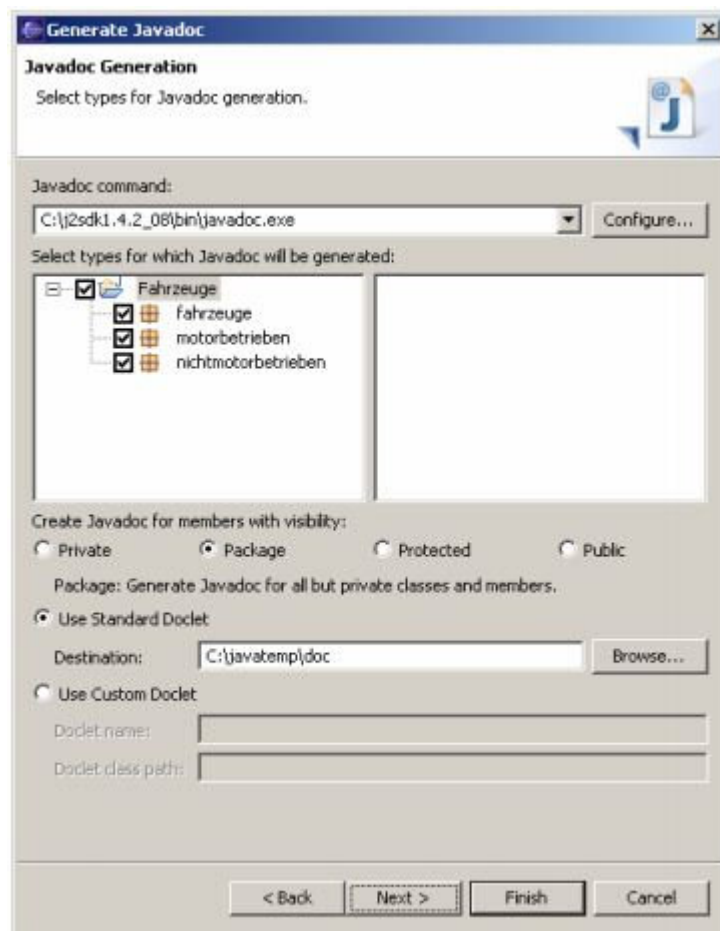 Generate Javadoc
Javadoc Generation
Select types for Javadoc generation.
@
J
Javadoc command:
C:\j2sdk1.4.2_08\bin\javadoc.exe
Configure...
Select types for which Javadoc will be generated:
Fahrzeuge
fahrzeuge
motorbetrieben
nichtmotorbetrieben
Create Javadoc for members with visibility:
Private Package Protected Public
Package: Generate Javadoc for all but private classes and members.
Use Standard Doclet
Destination: C:\javatemp\doc Browse...
Use Custom Doclet
Doclet name:
Doclet class path:
< Back Next > Finish Cancel